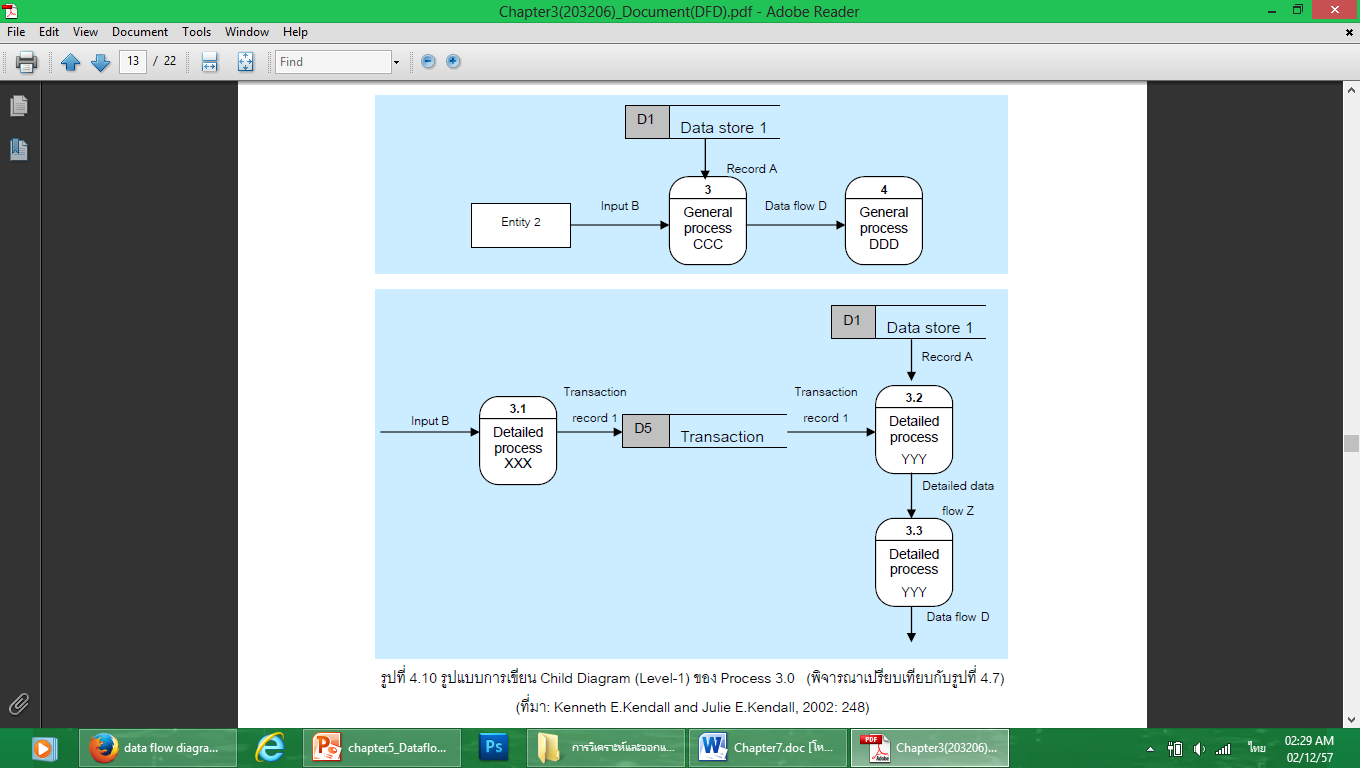 Chapter3(203206)_Document(DFD).pdf - Adobe Reader
File Edit View Document Tools Window Help
13 / 22 Find
D1 Data store 1
Record A
Entity 2
Input B
3
General
process
CCC
Data flow D
4
General
process
DDD
D1 Data store 1
Record A
Input B
3.1
Detailed
process
XXX
Transaction
record 1
D5 Transaction
Transaction
record 1
3.2
Detailed
process
YYY
Detailed data
flow Z
3.3
Detailed
process
YYY
Data flow D
รูปที่ 4.10 รูปแบบการเขียน Child Diagram (Level-1) ของ Process 3.0 (พิจารณาเปรียบเทียบกับรูปที่ 4.7)
(ที่มา: Kenneth E.Kendall and Julie E.Kendall, 2002: 248)
data flow diagra...
chapter5_Dataflo...
Ps
การวิเคราะห์และออกแ...
Chapter7.doc [โห...
Chapter3(203206)...
ไทย
02:29 AM
02/12/57